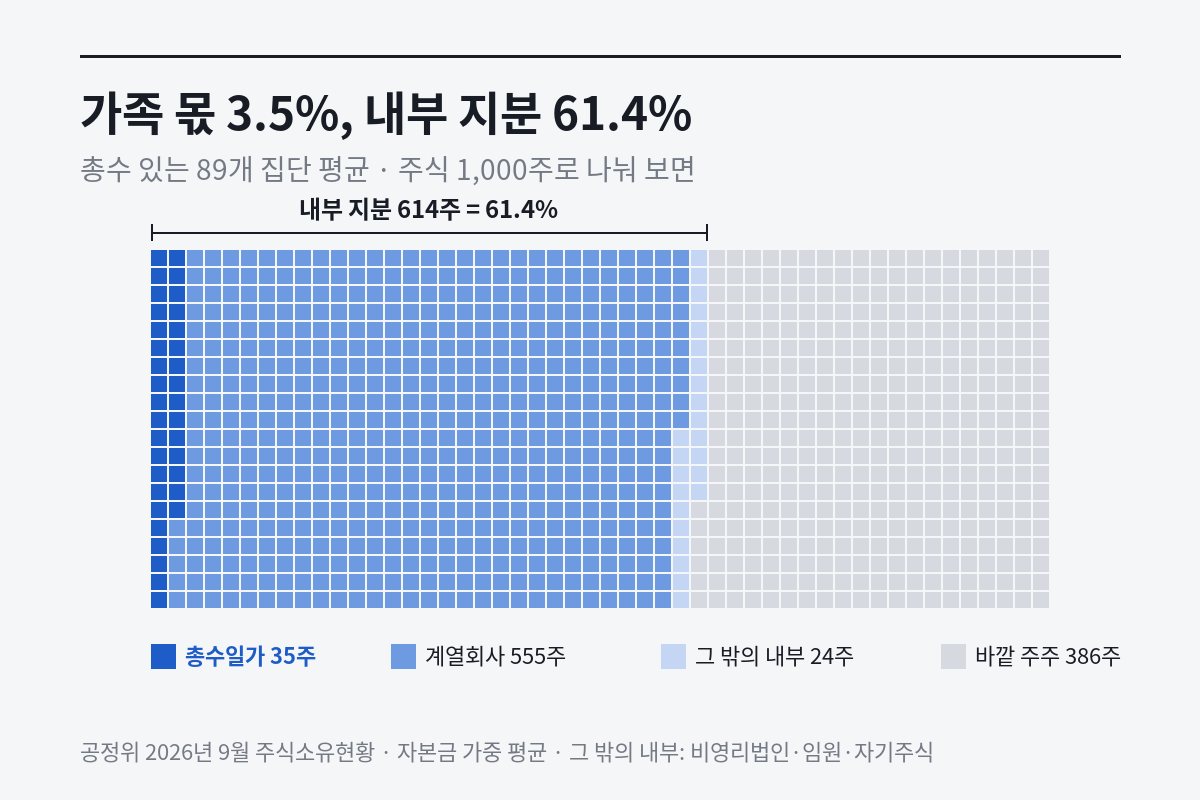 가족 몫 3.5%, 내부 지분 61.4%
총수 있는 89개 집단 평균 · 주식 1,000주로 나눠 보면
내부 지분 614주 = 61.4%
총수일가 35주
계열회사 555주
그 밖의 내부 24주
바깥 주주 386주
공정위 2026년 9월 주식소유현황 · 자본금 가중 평균 · 그 밖의 내부: 비영리법인·임원·자기주식